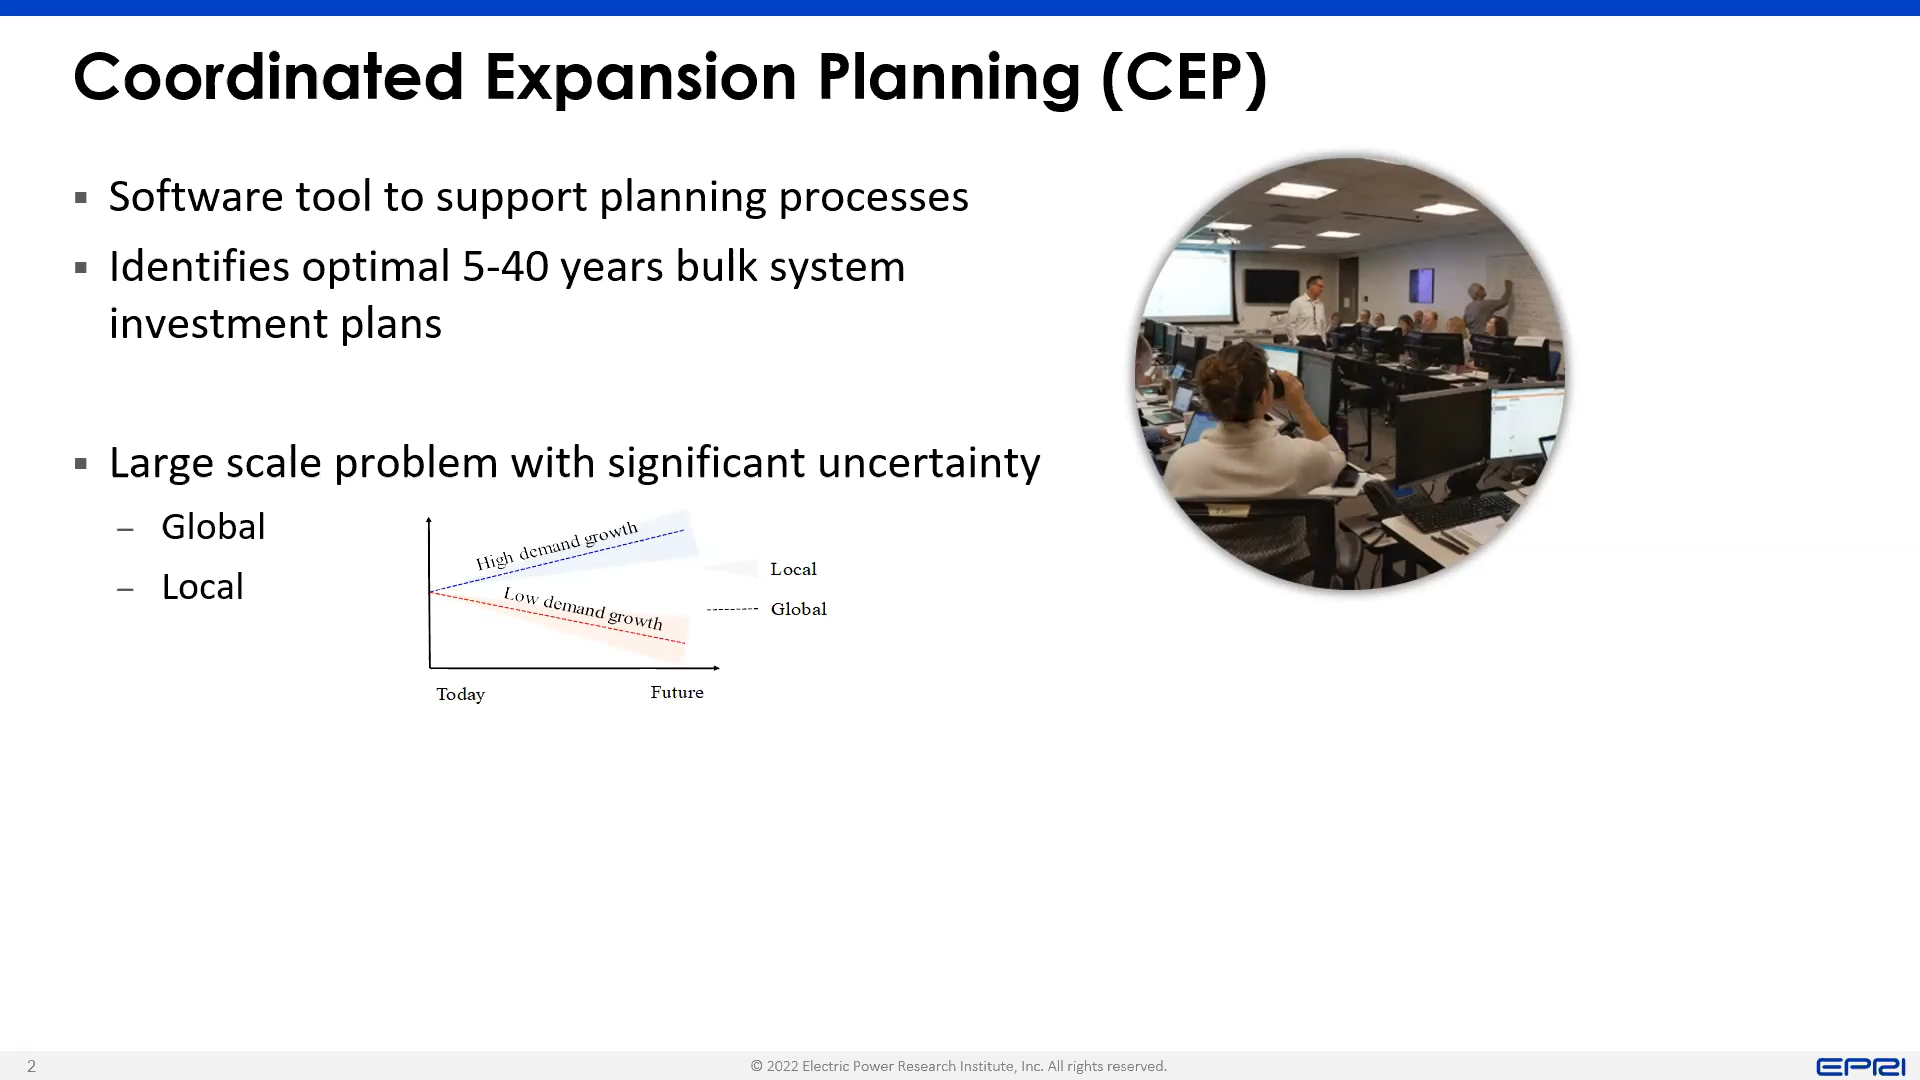 Coordinated Expansion Planning (CEP)
Software tool to support planning processes
Identifies optimal 5-40 years bulk system
investment plans
Large scale problem with significant uncertainty
– Global
– Local
High demand growth
Low demand growth
Local
Global
Today
Future
2
© 2022 Electric Power Research Institute, Inc. All rights reserved.
EPRI